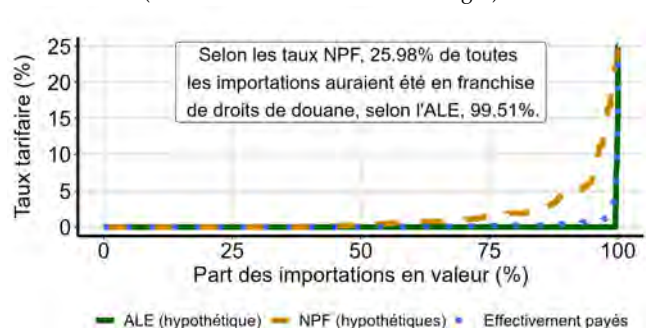 25
20
15
10
5
0
Taux tarifaire (%)
Selon les taux NPF, 25.98% de toutes
les importations auraient été en franchise
de droits de douane, selon l'ALE, 99.51%.
0 25 50 75 100
Part des importations en valeur (%)
ALE (hypothétique) NPF (hypothétiques) Effectivement payés